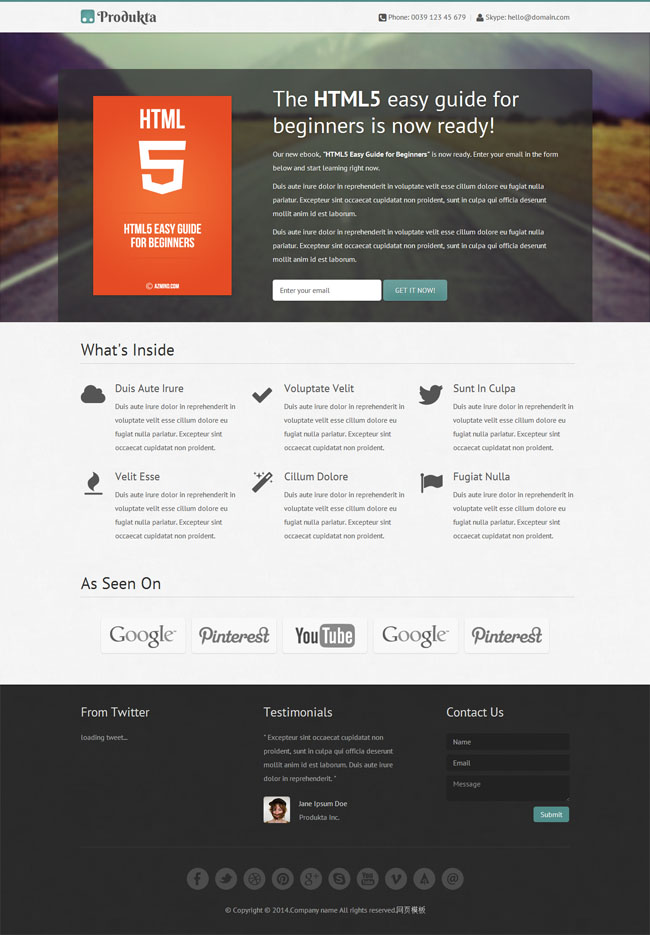 Produkta
Phone: 0039 123 45 679 | Skype: hello@domain.com
HTML
5
HTML5 EASY GUIDE
FOR BEGINNERS
© AZMIND.COM
The HTML5 easy guide for
beginners is now ready!
Our new ebook, "HTML5 Easy Guide for Beginners" is now ready. Enter your email in the form
below and start learning right now.
Duis aute irure dolor in reprehenderit in voluptate velit esse cillum dolore eu fugiat nulla
pariatur. Excepteur sint occaecat cupidatat non proident, sunt in culpa qui officia deserunt
mollit anim id est laborum.
Duis aute irure dolor in reprehenderit in voluptate velit esse cillum dolore eu fugiat nulla
pariatur. Excepteur sint occaecat cupidatat non proident, sunt in culpa qui officia deserunt
mollit anim id est laborum.
Enter your email
GET IT NOW!
What's Inside
Duis Aute Irure
Duis aute irure dolor in reprehenderit in
voluptate velit esse cillum dolore eu
fugiat nulla pariatur. Excepteur sint
occaecat cupidatat non proident.
Voluptate Velit
Duis aute irure dolor in reprehenderit in
voluptate velit esse cillum dolore eu
fugiat nulla pariatur. Excepteur sint
occaecat cupidatat non proident.
Sunt In Culpa
Duis aute irure dolor in reprehenderit in
voluptate velit esse cillum dolore eu
fugiat nulla pariatur. Excepteur sint
occaecat cupidatat non proident.
Velit Esse
Duis aute irure dolor in reprehenderit in
voluptate velit esse cillum dolore eu
fugiat nulla pariatur. Excepteur sint
occaecat cupidatat non proident.
Cillum Dolore
Duis aute irure dolor in reprehenderit in
voluptate velit esse cillum dolore eu
fugiat nulla pariatur. Excepteur sint
occaecat cupidatat non proident.
Fugiat Nulla
Duis aute irure dolor in reprehenderit in
voluptate velit esse cillum dolore eu
fugiat nulla pariatur. Excepteur sint
occaecat cupidatat non proident.
As Seen On
Google Pinterest YouTube Google Pinterest
From Twitter
loading tweet...
Testimonials
" Excepteur sint occaecat cupidatat non
proident, sunt in culpa qui officia deserunt
mollit anim id est laborum. Duis aute irure
dolor in reprehenderit. "
Jane Ipsum Doe
Produkta Inc.
Contact Us
Name
Email
Message
Submit
© Copyright © 2014.Company name All rights reserved.网页模板